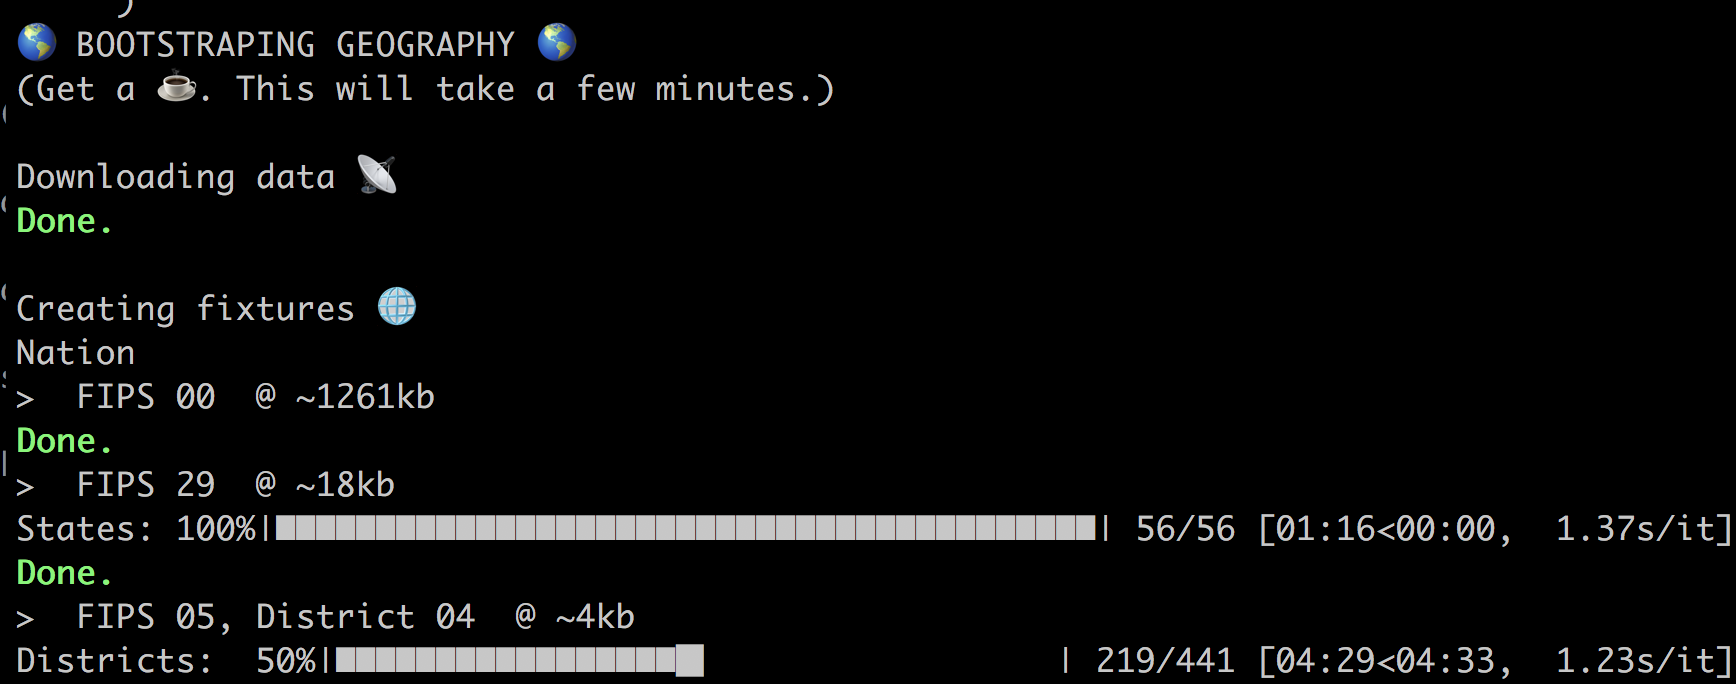 )
🌎 BOOTSTRAPING GEOGRAPHY 🌎
(Get a ☕. This will take a few minutes.)
Downloading data 📡
Done.
Creating fixtures 🌐
Nation
>  FIPS 00  @ ~1261kb
Done.
>  FIPS 29  @ ~18kb
States: 100%|█████████████████████████████████████████| 56/56 [01:16<00:00,  1.37s/it]
Done.
>  FIPS 05, District 04  @ ~4kb
Districts:  50%|██████████████████                  | 219/441 [04:29<04:33,  1.23s/it]